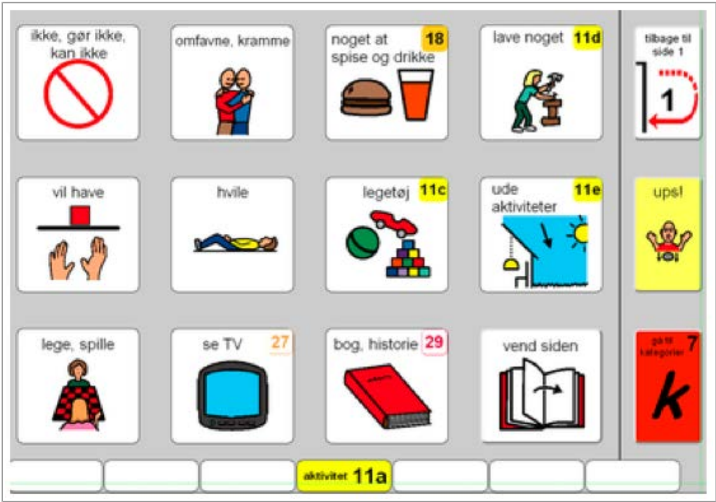 ikke, gør ikke,
kan ikke
omfavne, kramme
noget at 18
spise og drikke
lave noget 11d
tilbage til
side 1
1
vil have
hvile
legetøj 11c
ude 11e
aktiviteter
ups!
lege, spille
se TV 27
bog, historie 29
vend siden
gå til 7
kategorier
k
aktivitet 11a